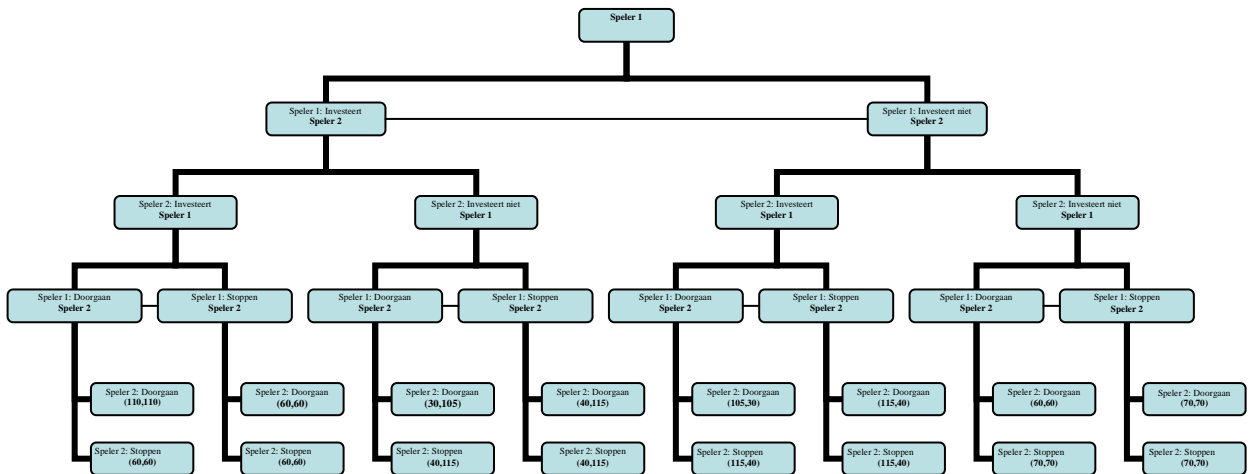 Speler 1
Speler 1: Investeert
Speler 2
Speler 1: Investeert niet
Speler 2
Speler 2: Investeert
Speler 1
Speler 2: Investeert niet
Speler 1
Speler 2: Investeert
Speler 1
Speler 2: Investeert niet
Speler 1
Speler 1: Doorgaan
Speler 2
Speler 1: Stoppen
Speler 2
Speler 1: Doorgaan
Speler 2
Speler 1: Stoppen
Speler 2
Speler 1: Doorgaan
Speler 2
Speler 1: Stoppen
Speler 2
Speler 1: Doorgaan
Speler 2
Speler 1: Stoppen
Speler 2
Speler 2: Doorgaan
(110,110)
Speler 2: Doorgaan
(60,60)
Speler 2: Doorgaan
(30,105)
Speler 2: Doorgaan
(40,115)
Speler 2: Doorgaan
(105,30)
Speler 2: Doorgaan
(115,40)
Speler 2: Doorgaan
(60,60)
Speler 2: Doorgaan
(70,70)
Speler 2: Stoppen
(60,60)
Speler 2: Stoppen
(60,60)
Speler 2: Stoppen
(40,115)
Speler 2: Stoppen
(40,115)
Speler 2: Stoppen
(115,40)
Speler 2: Stoppen
(115,40)
Speler 2: Stoppen
(70,70)
Speler 2: Stoppen
(70,70)